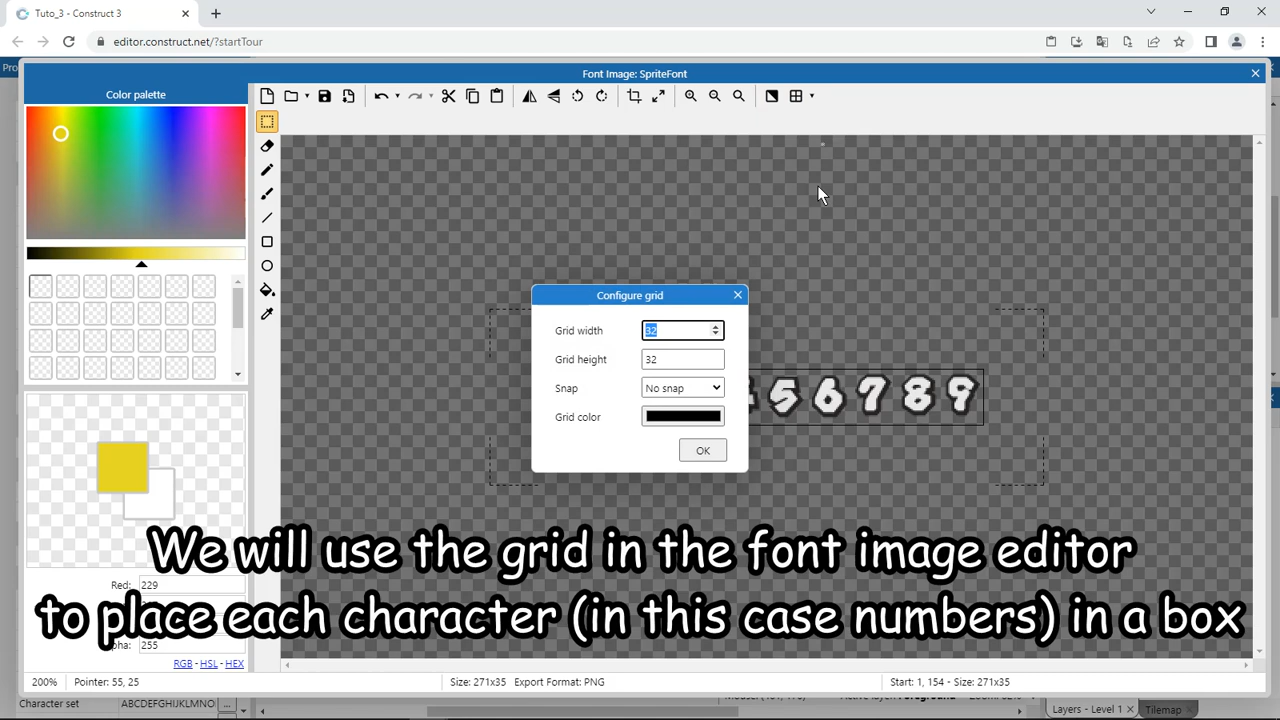 Tuto_3 - Construct 3
editor.construct.net/?startTour
Pro
Font Image: SpriteFont
Color palette
Configure grid
Grid width 32
Grid height 32
Snap No snap
Grid color
OK
5 6 7 8 9
We will use the grid in the font image editor
to place each character (in this case numbers) in a box
Red: 229
255
RGB - HSL - HEX
200% Pointer: 55, 25 Size: 271x35 Export Format: PNG Start: 1, 154 - Size: 271x35
Character set ABCDEFGHIJKLMNO
Layers - Level 1 Tilemap